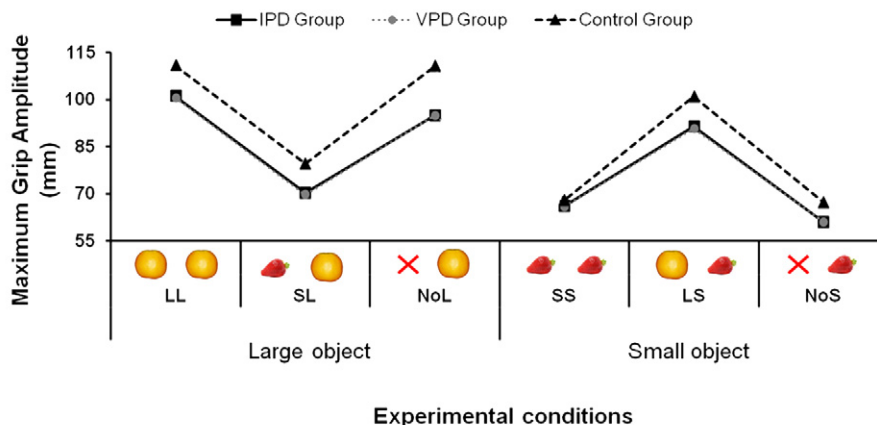 IPD Group VPD Group Control Group
Maximum Grip Amplitude
(mm)
115
100
85
70
55
LL SL NoL SS LS NoS
Large object Small object
Experimental conditions